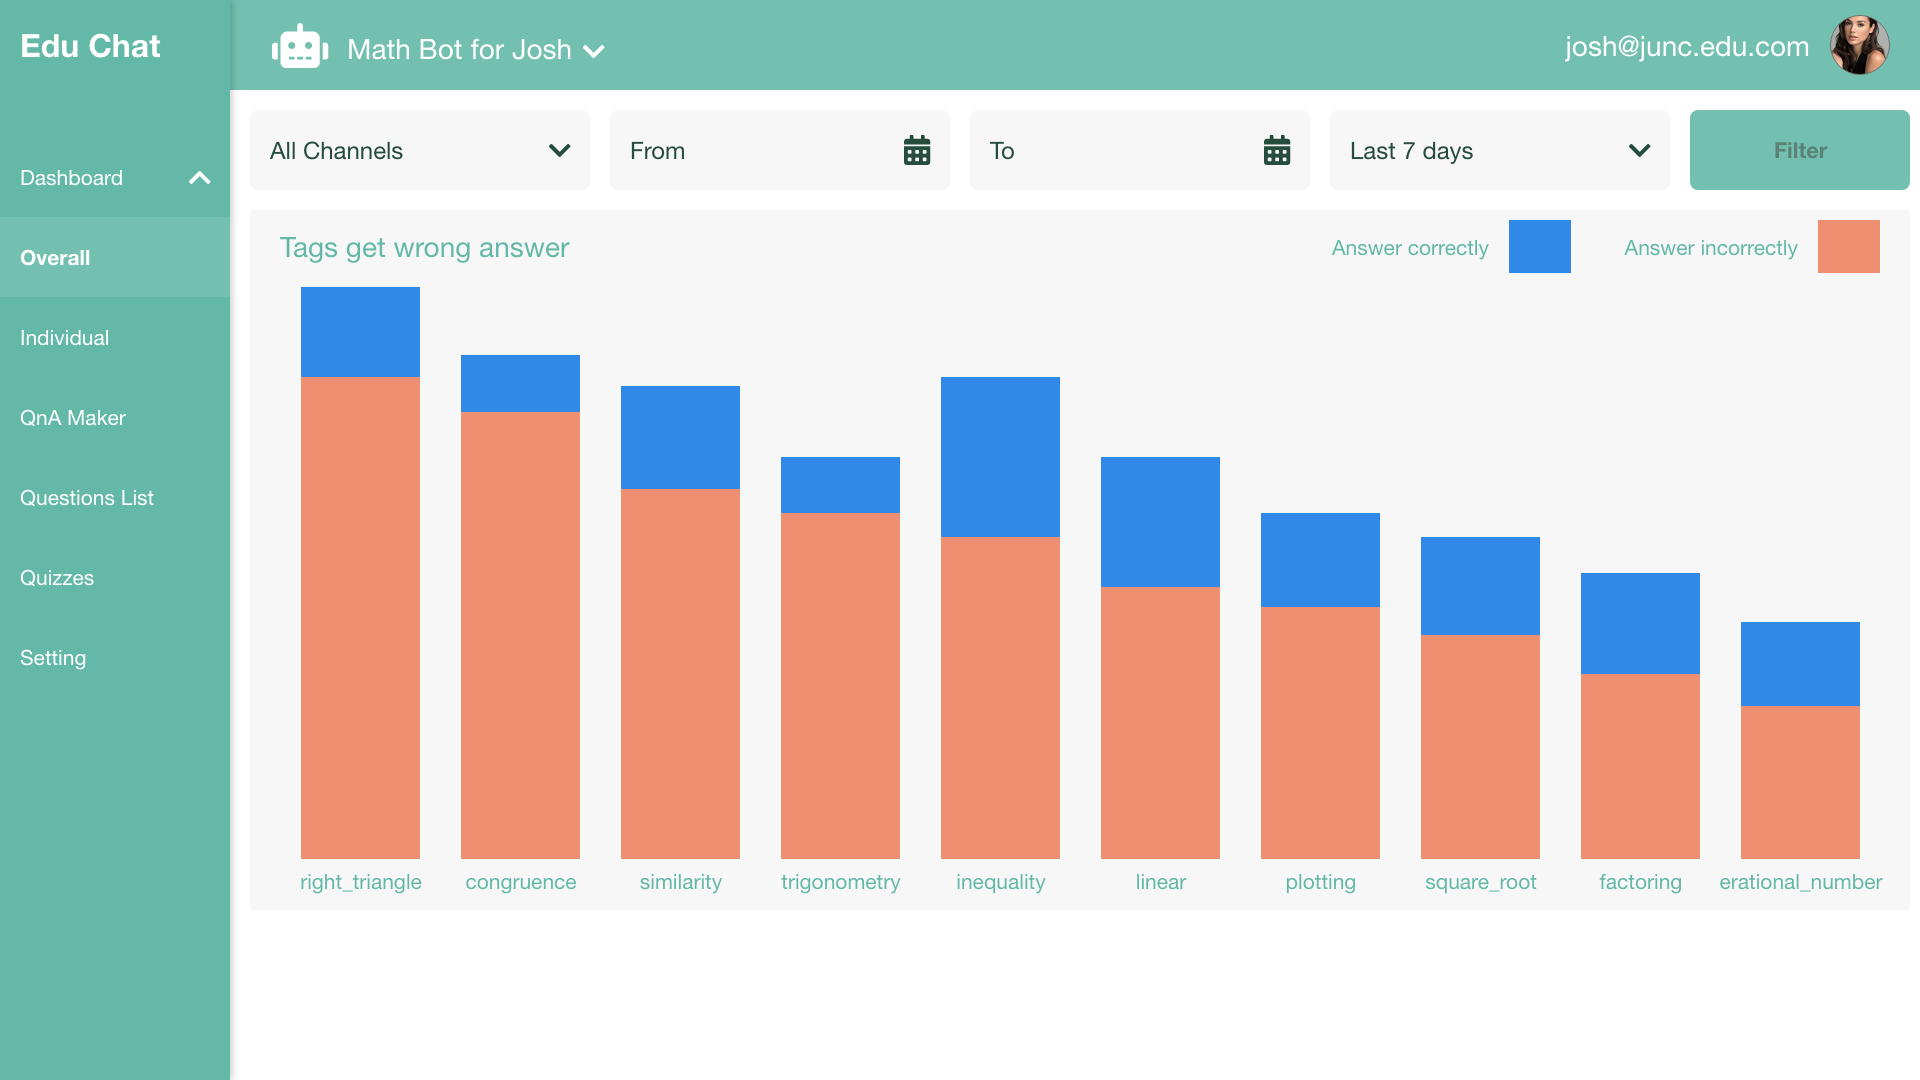 Edu Chat
Math Bot for Josh
josh@junc.edu.com
Dashboard
Overall
Individual
QnA Maker
Questions List
Quizzes
Setting
All Channels
From
To
Last 7 days
Filter
Tags get wrong answer
Answer correctly
Answer incorrectly
right_triangle
congruence
similarity
trigonometry
inequality
linear
plotting
square_root
factoring
erational_number